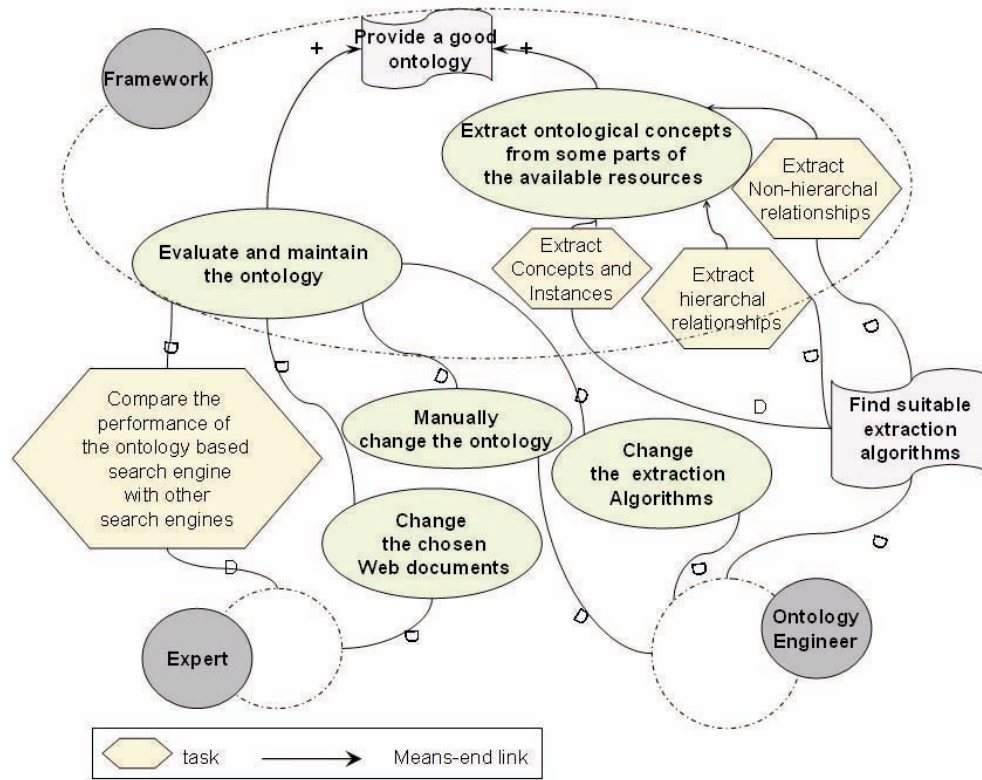 Provide a good
ontology
+
+
Framework
Extract ontological concepts
from some parts of
the available resources
Extract
Non-hierarchal
relationships
Evaluate and maintain
the ontology
Extract
Concepts and
Instances
Extract
hierarchal
relationships
D
D
D
D
D
D
D
Compare the
performance of
the ontology based
search engine
with other
search engines
Manually
change the ontology
Change
the extraction
Algorithms
Find suitable
extraction
algorithms
Change
the chosen
Web documents
D
D
D
D
D
Expert
Ontology
Engineer
task
Means-end link